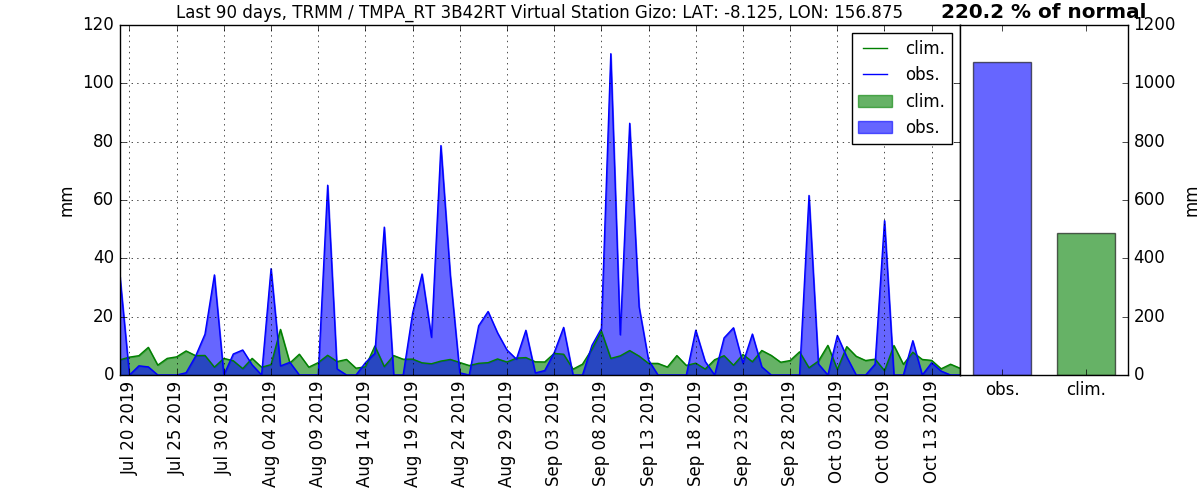 Last 90 days, TRMM / TMPA_RT 3B42RT Virtual Station Gizo: LAT: -8.125, LON: 156.875
220.2 % of normal
120
100
80
60
40
20
0
mm
clim.
obs.
clim.
obs.
1200
1000
800
600
400
200
0
mm
Jul 20 2019
Jul 25 2019
Jul 30 2019
Aug 04 2019
Aug 09 2019
Aug 14 2019
Aug 19 2019
Aug 24 2019
Aug 29 2019
Sep 03 2019
Sep 08 2019
Sep 13 2019
Sep 18 2019
Sep 23 2019
Sep 28 2019
Oct 03 2019
Oct 08 2019
Oct 13 2019
obs.
clim.